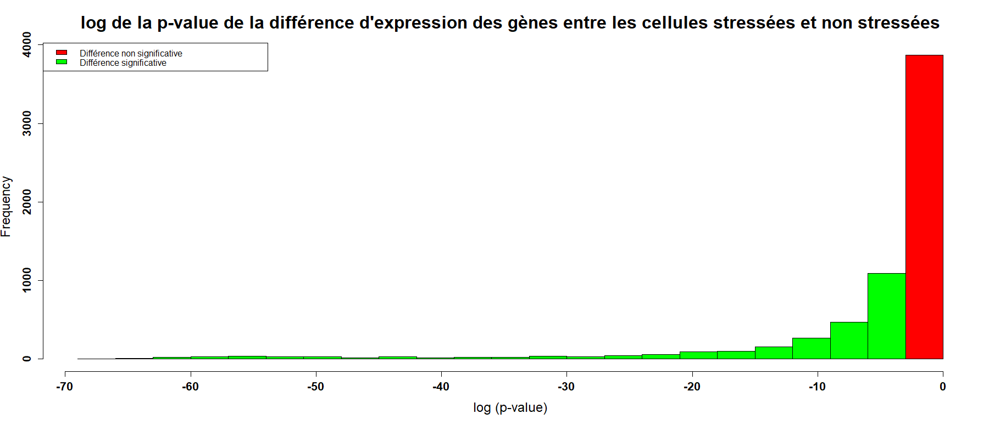 log de la p-value de la différence d'expression des gènes entre les cellules stressées et non stressées
Différence non significative
Différence significative
4000
3000
2000
1000
0
Frequency
-70 -60 -50 -40 -30 -20 -10 0
log (p-value)